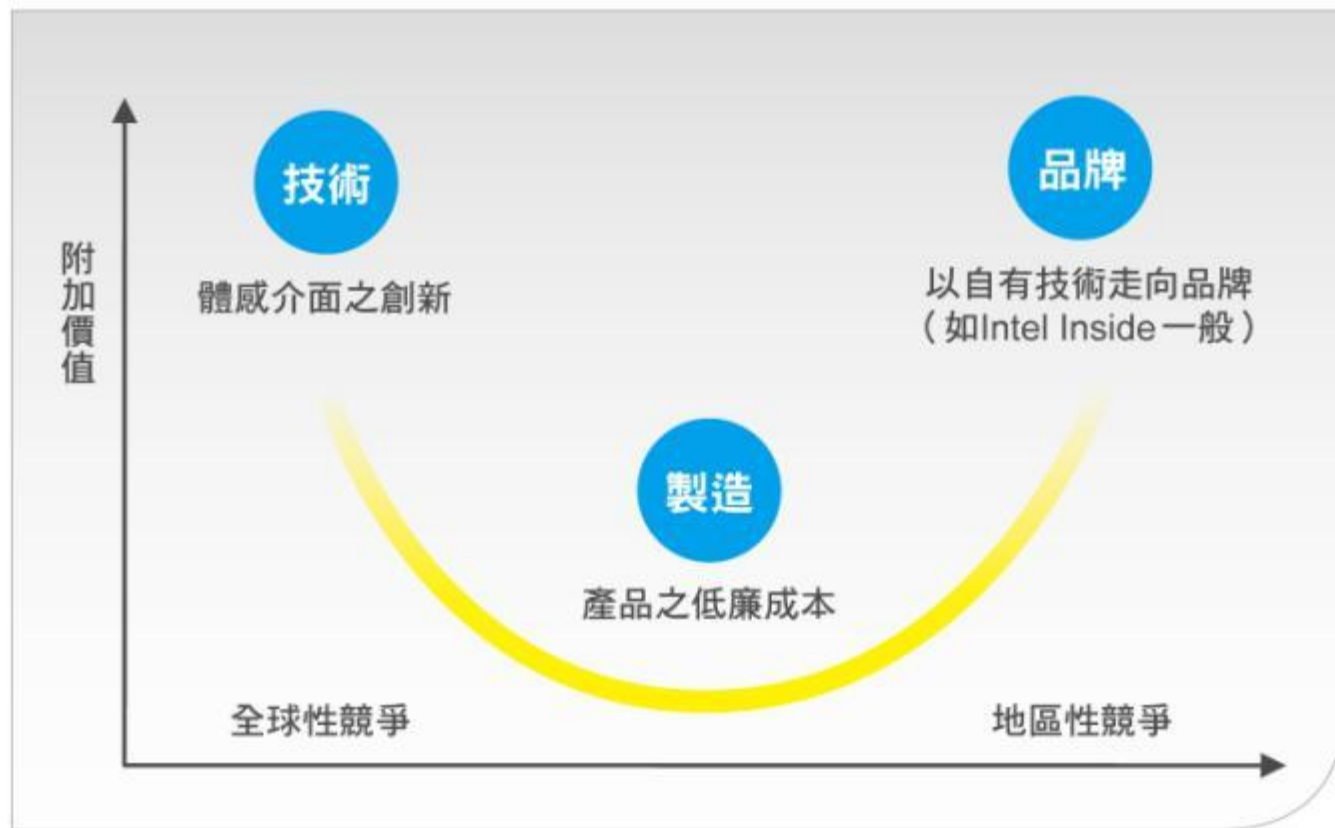 技術
品牌
附加價值
體感介面之創新
以自有技術走向品牌
(如Intel Inside一般)
製造
產品之低廉成本
全球性競爭
地區性競爭